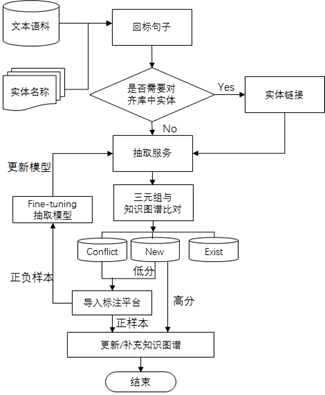 文本语料
回标句子
实体名称
是否需要对
齐库中实体
Yes
实体链接
No
抽取服务
更新模型
三元组与
知识图谱比对
Fine-tuning
抽取模型
Conflict
New
Exist
低分
正负样本
导入标注平台
高分
正样本
更新/补充知识图谱
结束